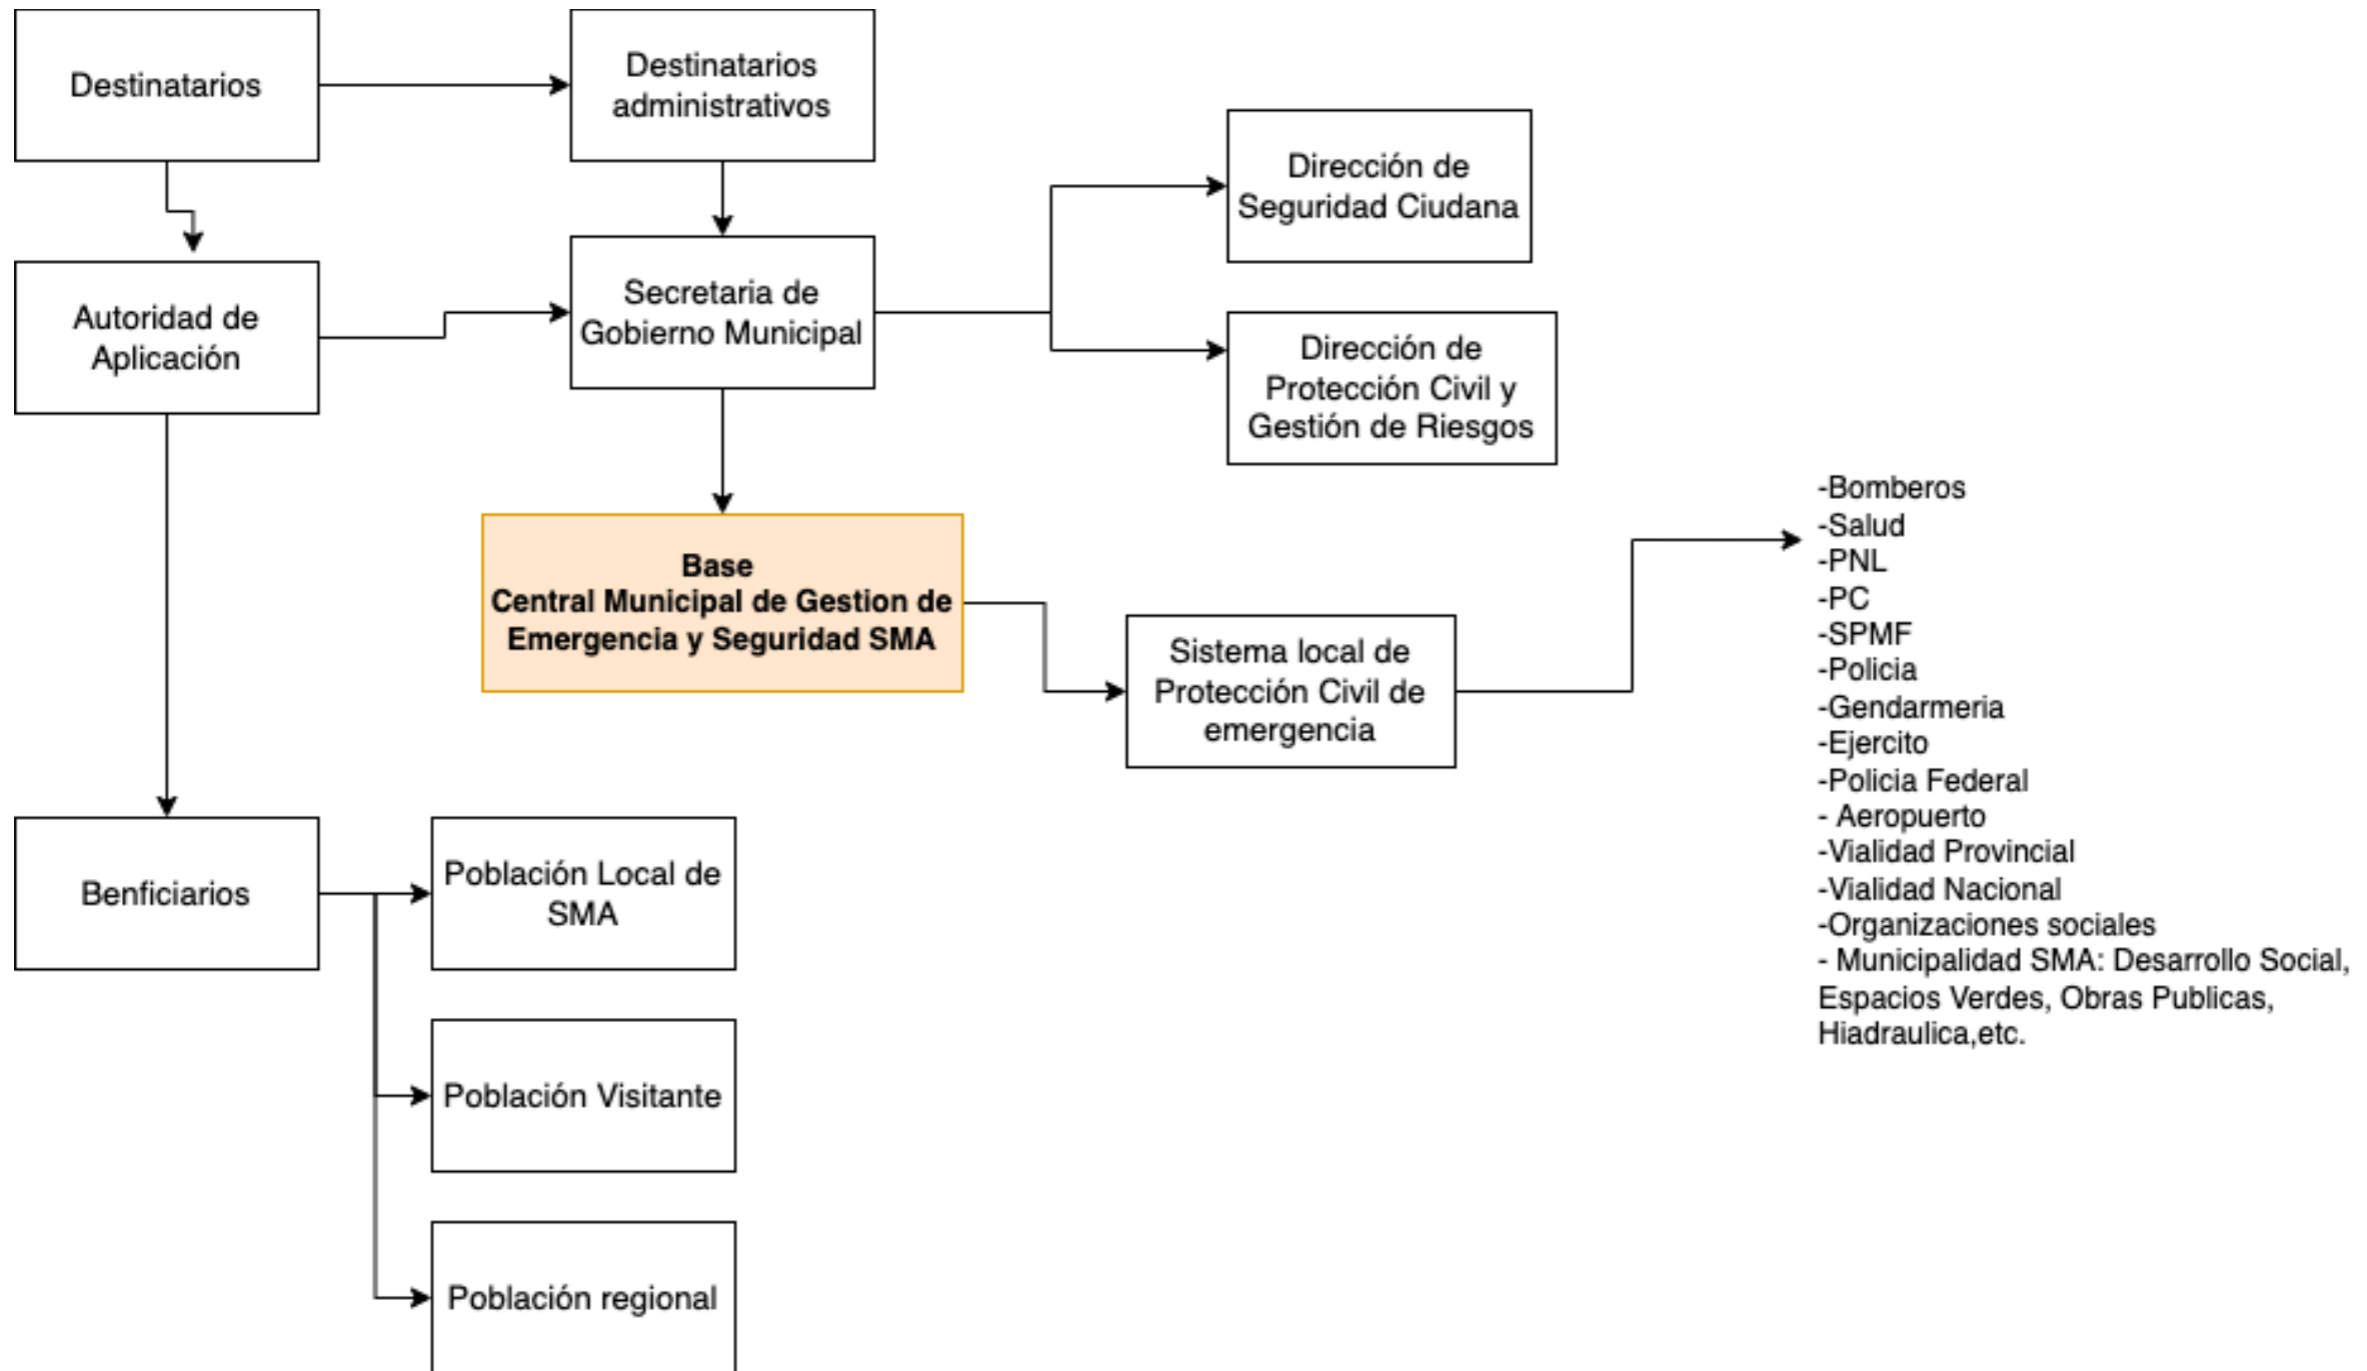 Destinatarios
Destinatarios
administrativos
Dirección de
Seguridad Ciudana
Autoridad de
Aplicación
Secretaria de
Gobierno Municipal
Dirección de
Protección Civil y
Gestión de Riesgos
Base
Central Municipal de Gestion de
Emergencia y Seguridad SMA
Sistema local de
Protección Civil de
emergencia
-Bomberos
-Salud
-PNL
-PC
-SPMF
-Policia
-Gendarmeria
-Ejercito
-Policia Federal
- Aeropuerto
-Vialidad Provincial
-Vialidad Nacional
-Organizaciones sociales
- Municipalidad SMA: Desarrollo Social,
Espacios Verdes, Obras Publicas,
Hiadraulica,etc.
Benficiarios
Población Local de
SMA
Población Visitante
Población regional